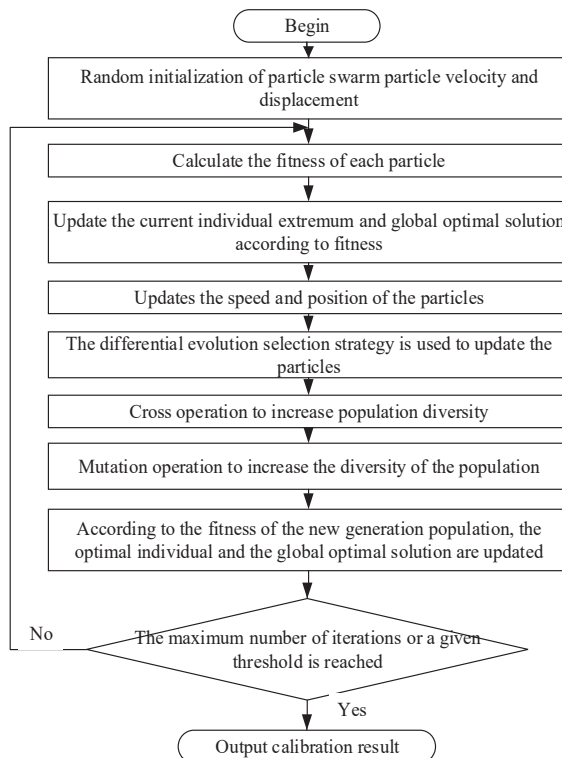 Begin
Random initialization of particle swarm particle velocity and
displacement
Calculate the fitness of each particle
Update the current individual extremum and global optimal solution
according to fitness
Updates the speed and position of the particles
The differential evolution selection strategy is used to update the
particles
Cross operation to increase population diversity
Mutation operation to increase the diversity of the population
According to the fitness of the new generation population, the
optimal individual and the global optimal solution are updated
No
The maximum number of iterations or a given
threshold is reached
Yes
Output calibration result